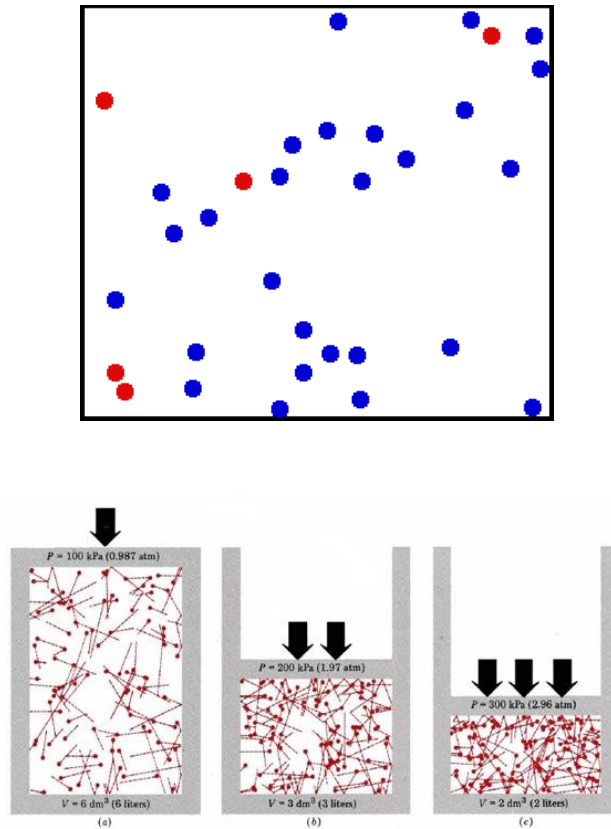 P = 100 kPa (0.987 atm)
P = 200 kPa (1.97 atm)
P = 300 kPa (2.96 atm)
V = 6 dm³ (6 liters)
V = 3 dm³ (3 liters)
V = 2 dm³ (2 liters)
(a)
(b)
(c)